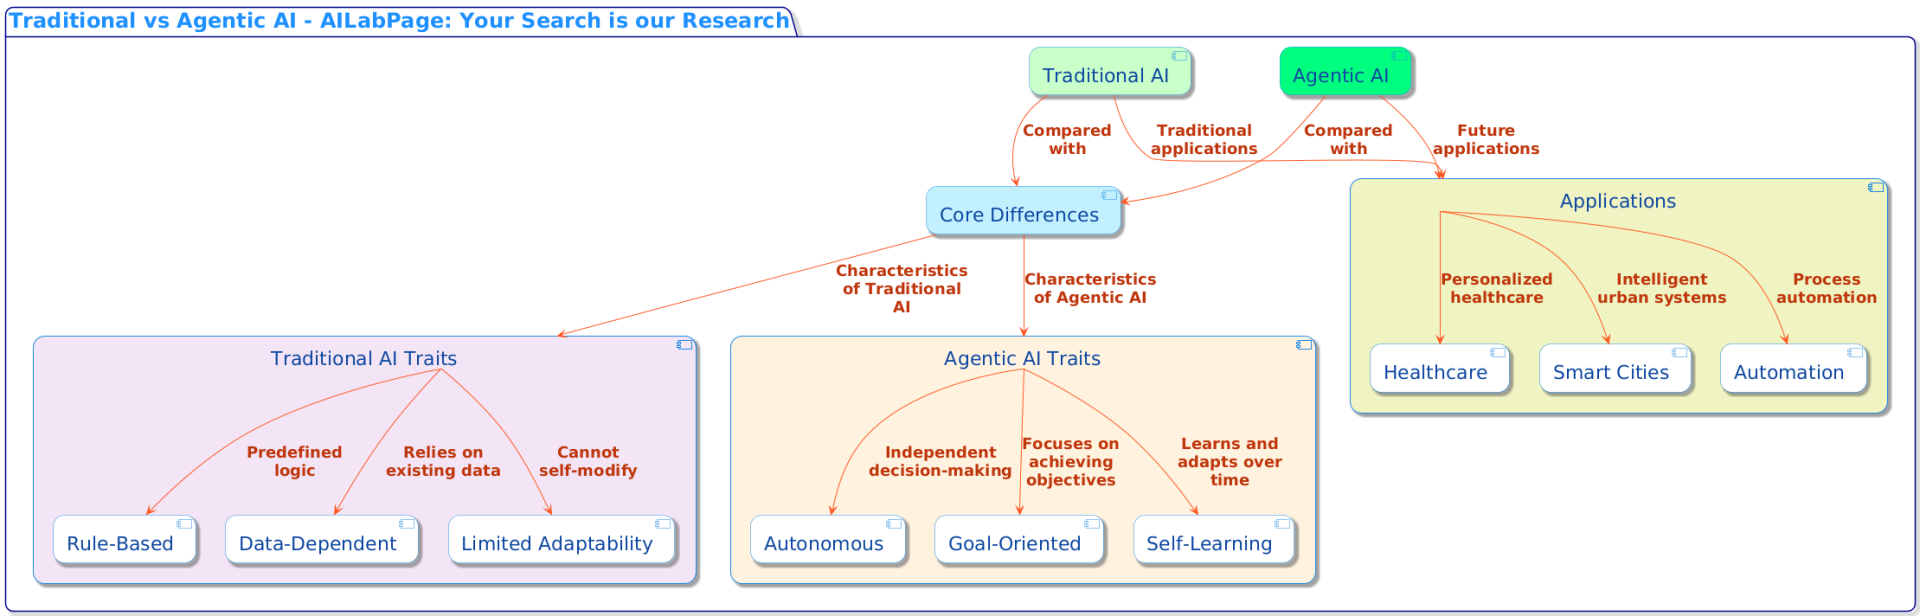 Traditional vs Agentic AI - AILabPage: Your Search is our Research
Traditional AI
Agentic AI
Compared
with
Traditional
applications
Compared
with
Future
applications
Core Differences
Applications
Characteristics
of Traditional
AI
Characteristics
of Agentic AI
Personalized
healthcare
Intelligent
urban systems
Process
automation
Healthcare
Smart Cities
Automation
Traditional AI Traits
Predefined
logic
Relies on
existing data
Cannot
self-modify
Rule-Based
Data-Dependent
Limited Adaptability
Agentic AI Traits
Independent
decision-making
Focuses on
achieving
objectives
Learns and
adapts over
time
Autonomous
Goal-Oriented
Self-Learning